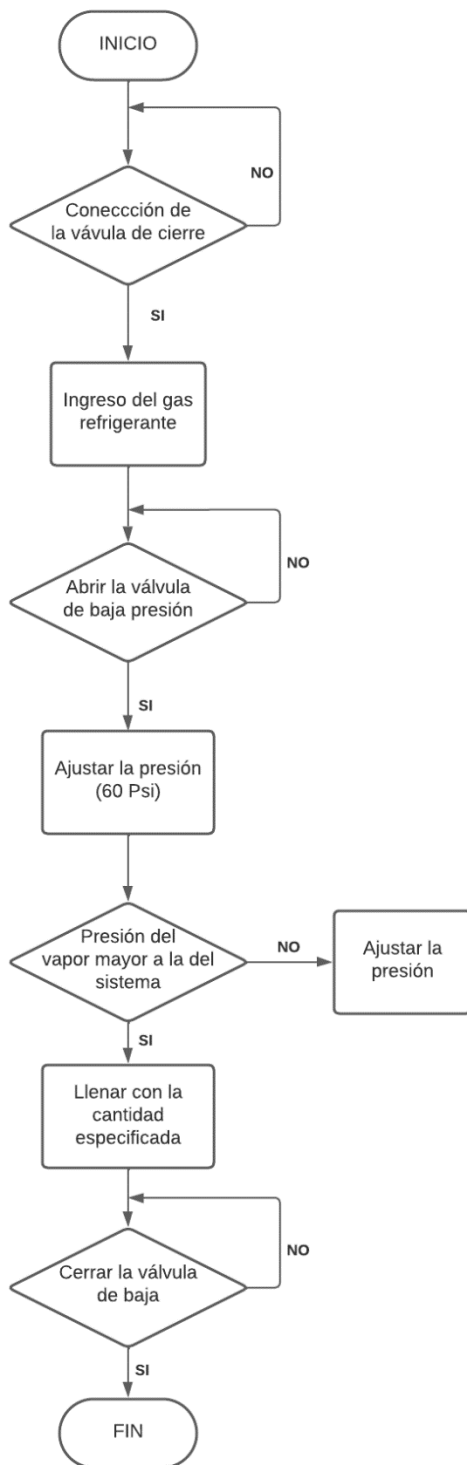 INICIO
NO
Coneccción de
la vávula de cierre
SI
Ingreso del gas
refrigerante
NO
Abrir la válvula
de baja presión
SI
Ajustar la presión
(60 Psi)
Presión del
vapor mayor a la del
sistema
NO
Ajustar la
presión
SI
Llenar con la
cantidad
especificada
NO
Cerrar la válvula
de baja
SI
FIN